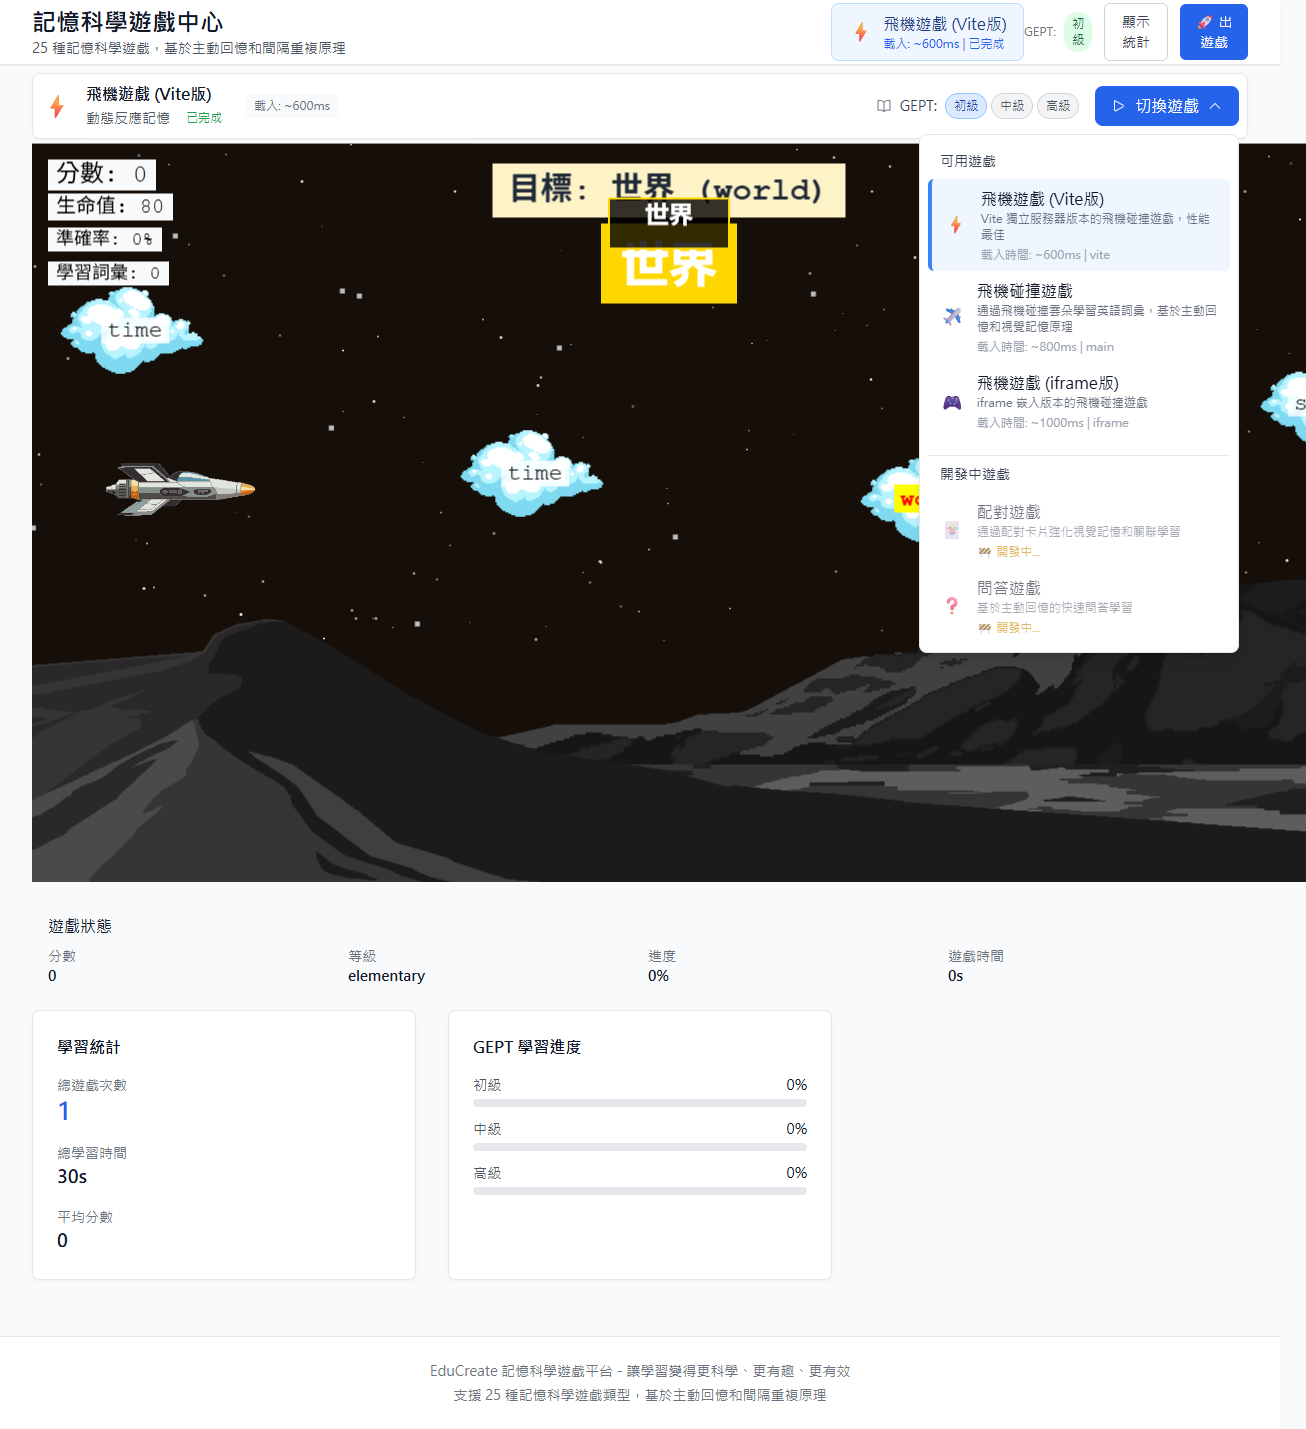 記憶科學遊戲中心
25 種記憶科學遊戲，基於主動回憶和間隔重複原理
飛機遊戲 (Vite版)
載入: ~600ms | 已完成
GEPT:
初
級
顯示
統計
🚀 出
遊戲
飛機遊戲 (Vite版)
動態反應記憶 已完成
載入: ~600ms
GEPT: 初級 中級 高級
切換遊戲
分數: 0
生命值: 80
準確率: 0%
學習詞彙: 0
目標: 世界 (world)
世界
世界
time
time
可用遊戲
飛機遊戲 (Vite版)
Vite 獨立服務器版本的飛機碰撞遊戲，性能
最佳
載入時間: ~600ms | vite
飛機碰撞遊戲
通過飛機碰撞雲朵學習英語詞彙，基於主動回
憶和視覺記憶原理
載入時間: ~800ms | main
飛機遊戲 (iframe版)
iframe 嵌入版本的飛機碰撞遊戲
載入時間: ~1000ms | iframe
開發中遊戲
配對遊戲
通過配對卡片強化視覺記憶和關聯學習
🚧 開發中...
問答遊戲
基於主動回憶的快速問答學習
🚧 開發中...
遊戲狀態
分數 等級 進度 遊戲時間
0 elementary 0% 0s
學習統計
總遊戲次數
1
總學習時間
30s
平均分數
0
GEPT 學習進度
初級 0%
中級 0%
高級 0%
EduCreate 記憶科學遊戲平台 - 讓學習變得更科學、更有趣、更有效
支援 25 種記憶科學遊戲類型，基於主動回憶和間隔重複原理